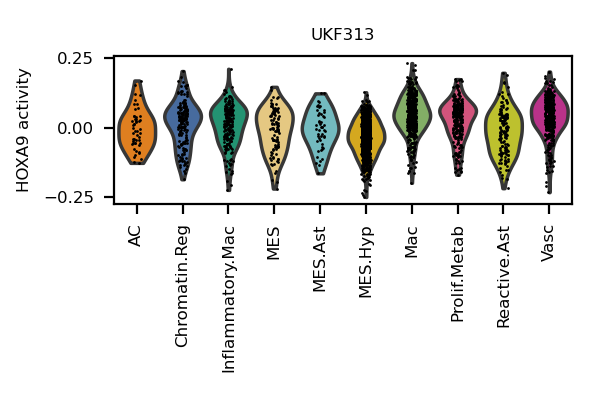 UKF313
HOXA9 activity
0.25
0.00
−0.25
AC
Chromatin.Reg
Inflammatory.Mac
MES
MES.Ast
MES.Hyp
Mac
Prolif.Metab
Reactive.Ast
Vasc